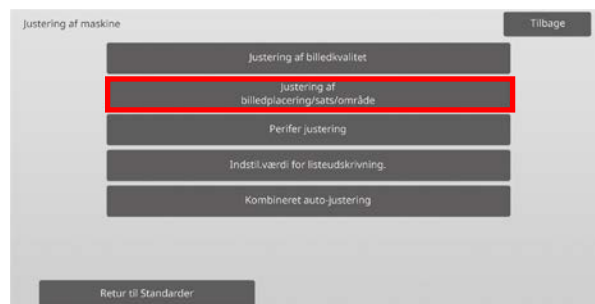 Justering af maskine
Tilbage
Justering af billedkvalitet
Justering af
billedplacering/sats/område
Perifer justering
Indstil.værdi for listeudskrivning.
Kombineret auto-justering
Retur til Standarder